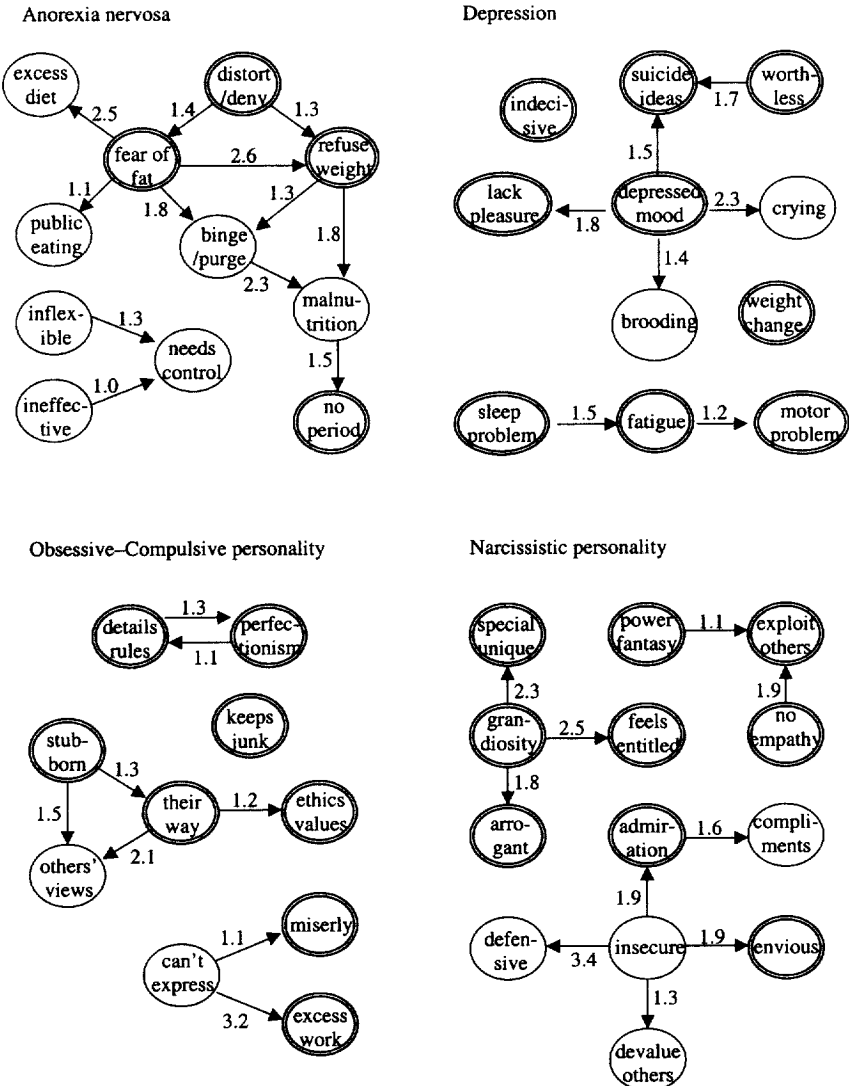 Anorexia nervosa
excess
diet
distort
/deny
2.5
1.4
1.3
fear of
fat
2.6
refuse
weight
1.1
1.8
1.3
1.8
public
eating
binge
/purge
2.3
malnu-
trition
inflex-
ible
1.3
needs
control
1.5
ineffec-
tive
1.0
no
period
Depression
indeci-
sive
suicide
ideas
1.7
worth-
less
1.5
lack
pleasure
1.8
depressed
mood
2.3
crying
1.4
brooding
weight
change
sleep
problem
1.5
fatigue
1.2
motor
problem
Obsessive–Compulsive personality
details
rules
1.3
1.1
perfec-
tionism
keeps
junk
stub-
born
1.3
1.5
their
way
1.2
ethics
values
2.1
others'
views
can't
express
1.1
miserly
3.2
excess
work
Narcissistic personality
special
unique
power
fantasy
1.1
exploit
others
2.3
1.9
gran-
diosity
2.5
feels
entitled
no
empathy
1.8
arro-
gant
admir-
ation
1.6
compli-
ments
1.9
defen-
sive
3.4
insecure
1.9
envious
1.3
devalue
others